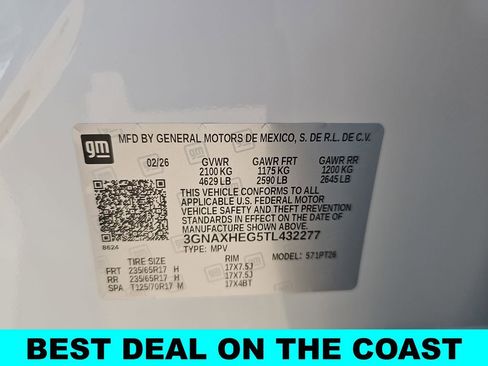 gm
MFD BY GENERAL MOTORS DE MEXICO, S. DE R.L. DE C.V.
02/26 GVWR GAWR FRT GAWR RR
2100 KG 1175 KG 1200 KG
4629 LB 2590 LB 2645 LB
THIS VEHICLE CONFORMS TO ALL
APPLICABLE U.S. FEDERAL MOTOR
VEHICLE SAFETY STANDARDS IN
EFFECT ON THE DATE OF
MANUFACTURE SHOWN ABOVE.
3GNAXHEG5TL432277
8624 TYPE: MPV MODEL: 571PT26
TIRE SIZE RIM
FRT 235/65R17 H 17X7.5J
RR 235/65R17 H 17X7.5J
SPA T125/70R17 M 17X4BT
BEST DEAL ON THE COAST